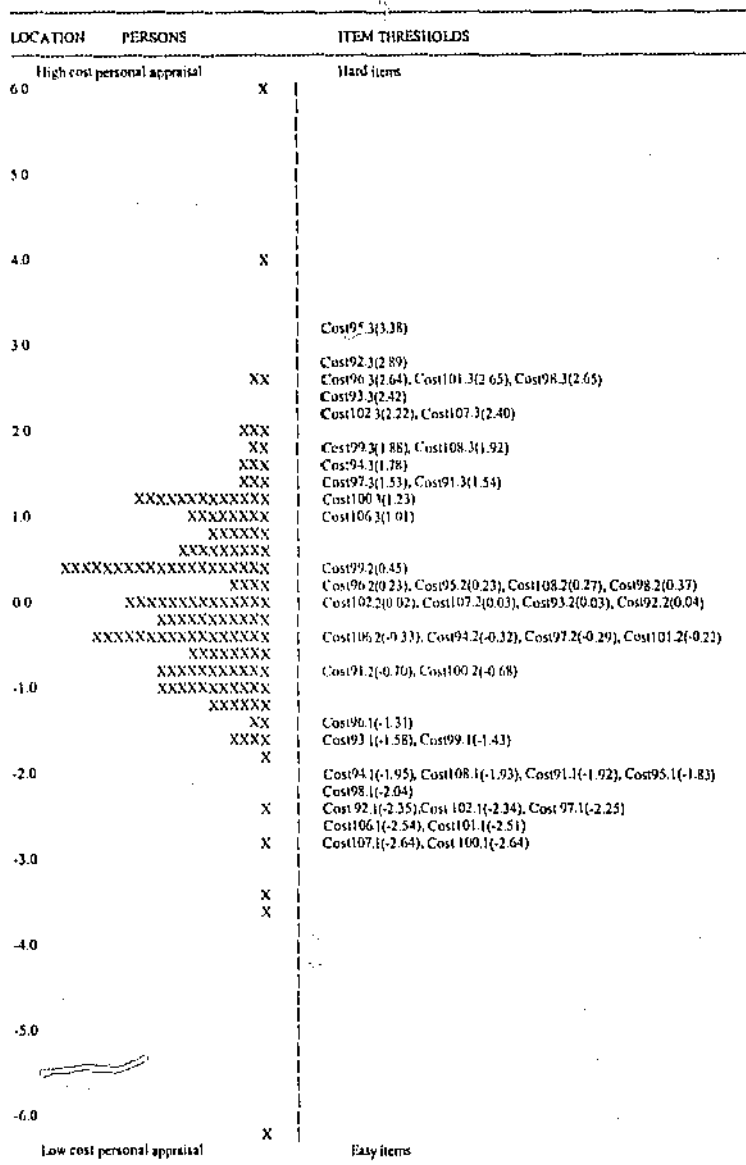 LOCATION PERSONS ITEM THRESHOLDS
High cost personal appraisal Hard items
6.0 X
5.0
4.0 X
Cost95.3(3.38)
3.0
Cost92.3(2.89)
XX Cost96.3(2.64), Cost101.3(2.65), Cost98.3(2.65)
Cost93.3(2.42)
Cost102.3(2.22), Cost107.3(2.40)
2.0 XXX
XX Cost99.3(1.88), Cost108.3(1.92)
XXX Cost94.3(1.78)
XXX Cost97.3(1.53), Cost91.3(1.54)
XXXXXXXXXXXXX Cost100.3(1.23)
1.0 XXXXXXXX Cost106.3(1.01)
XXXXXX
XXXXXXXXX
XXXXXXXXXXXXXXXXXXXX Cost99.2(0.45)
XXXX Cost96.2(0.23), Cost95.2(0.23), Cost108.2(0.27), Cost98.2(0.37)
0.0 XXXXXXXXXXXXXX Cost102.2(0.02), Cost107.2(0.03), Cost93.2(0.03), Cost92.2(0.04)
XXXXXXXXXXX
XXXXXXXXXXXXXXXXX Cost106.2(-0.33), Cost94.2(-0.32), Cost97.2(-0.29), Cost101.2(-0.22)
XXXXXXXX
XXXXXXXXXXX Cost91.2(-0.70), Cost100.2(-0.68)
-1.0 XXXXXXXXXXX
XXXXXX
XX Cost96.1(-1.31)
XXXX Cost93.1(-1.58), Cost99.1(-1.43)
X
-2.0 Cost94.1(-1.95), Cost108.1(-1.93), Cost91.1(-1.92), Cost95.1(-1.83)
Cost98.1(-2.04)
X Cost 92.1(-2.35),Cost 102.1(-2.34), Cost 97.1(-2.25)
Cost106.1(-2.54), Cost101.1(-2.51)
X Cost107.1(-2.64), Cost 100.1(-2.64)
-3.0
X
X
-4.0
-5.0
-6.0
X
Low cost personal appraisal Easy items